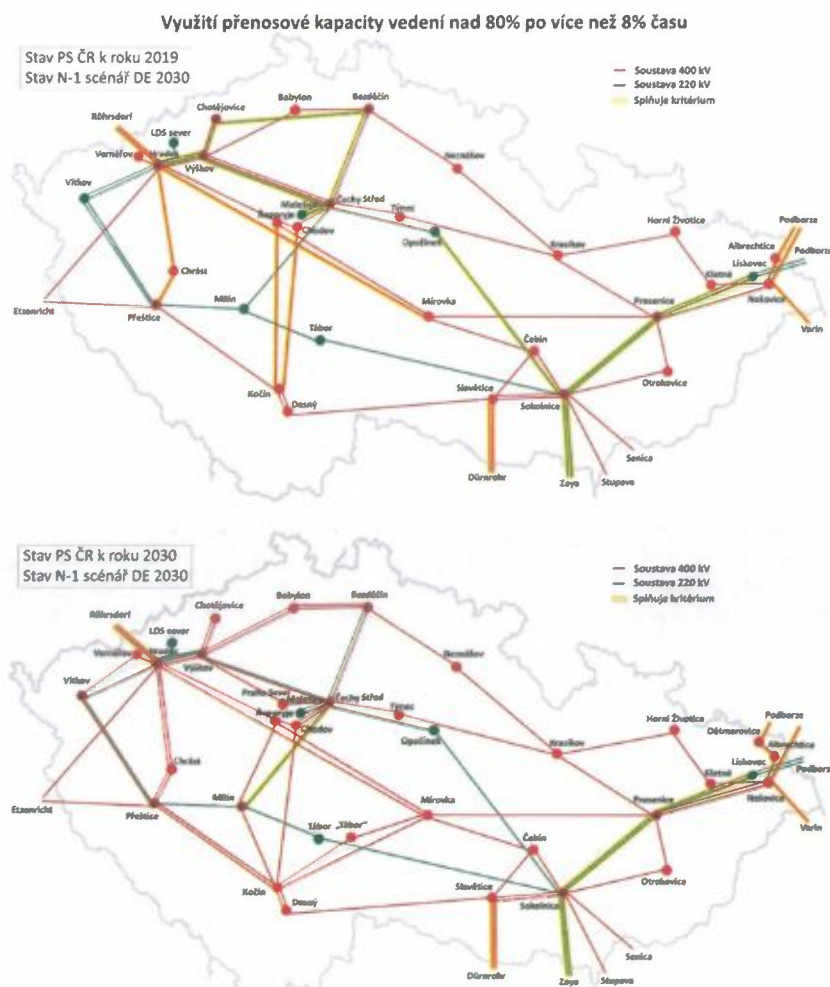 Využití přenosové kapacity vedení nad 80% po více než 8% času
Stav PS ČR k roku 2019
Stav N-1 scénář DE 2030
Soustava 400 kV
Soustava 220 kV
Splňuje kritérium
Babylon
Bezděčín
Chotějovice
Röhrsdorf
LDS sever
Vernéřov
Hradec
Výškov
Neznášov
Vítkov
Malešice
Čechy Střed
Řeporyje
Chodov
Týnec
Opočínek
Horní Životice
Podborze
Albrechtice
Podborze
Krasíkov
Lískovec
Chrást
Kletné
Nošovice
Etzenricht
Přeštice
Milín
Mírovka
Prosenice
Varín
Tábor
Čebín
Kočín
Dasný
Slavětice
Sokolnice
Otrokovice
Senica
Dürnrohr
Zaya
Stupava
Stav PS ČR k roku 2030
Stav N-1 scénář DE 2030
Soustava 400 kV
Soustava 220 kV
Splňuje kritérium
Babylon
Bezděčín
Röhrsdorf
Chotějovice
LDS sever
Vernéřov
Hradec
Výškov
Neznášov
Vítkov
Praha Sever
Malešice
Čechy Střed
Řeporyje
Chodov
Týnec
Opočínek
Horní Životice
Podborze
Dětmarovice
Albrechtice
Lískovec
Podborze
Krasíkov
Chrást
Kletné
Nošovice
Etzenricht
Přeštice
Milín
Mírovka
Prosenice
Varín
Tábor
„Tábor"
Čebín
Kočín
Dasný
Slavětice
Sokolnice
Otrokovice
Senica
Dürnrohr
Zaya
Stupava